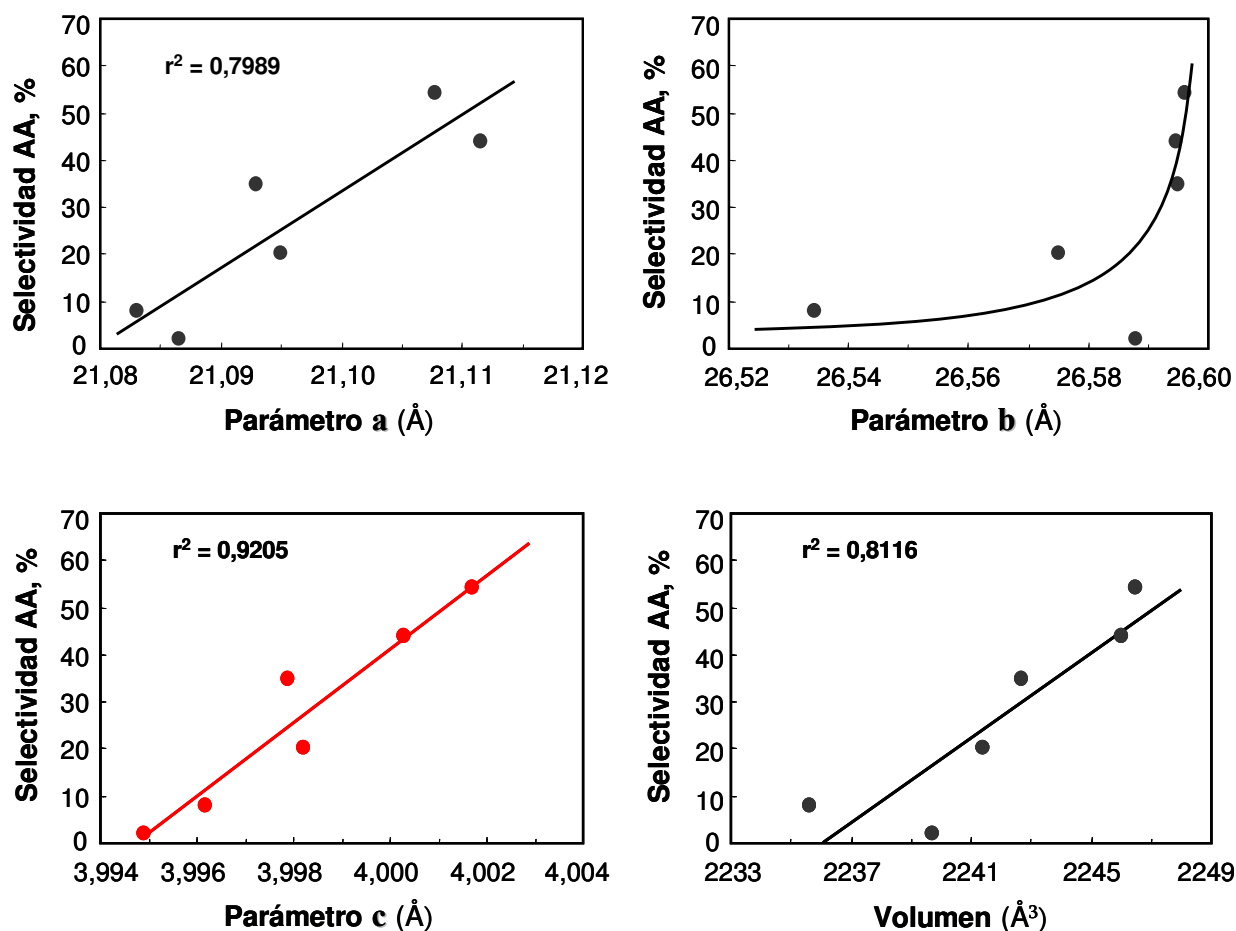 70
60
50
40
30
20
10
0
Selectividad AA, %
r² = 0,7989
21,08 21,09 21,10 21,11 21,12
Parámetro a (Å)
70
60
50
40
30
20
10
0
Selectividad AA, %
26,52 26,54 26,56 26,58 26,60
Parámetro b (Å)
70
60
50
40
30
20
10
0
Selectividad AA, %
r² = 0,9205
3,994 3,996 3,998 4,000 4,002 4,004
Parámetro c (Å)
70
60
50
40
30
20
10
0
Selectividad AA, %
r² = 0,8116
2233 2237 2241 2245 2249
Volumen (Å³)